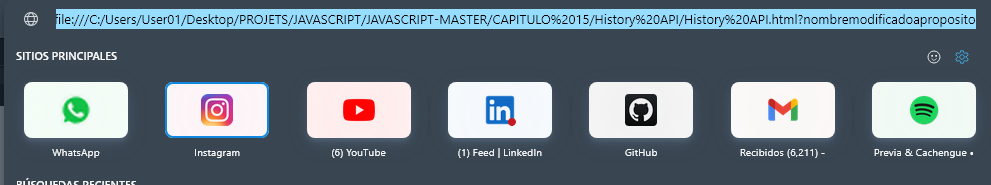 file:///C:/Users/User01/Desktop/PROJETS/JAVASCRIPT/JAVASCRIPT-MASTER/CAPITULO%2015/History%20API/History%20API.html?nombremodificadoaproposito
SITIOS PRINCIPALES
in
WhatsApp
Instagram
(6) YouTube
(1) Feed | LinkedIn
GitHub
Recibidos (6,211) -
Previa & Cachengue •
BÚSQUEDAS RECIENTES